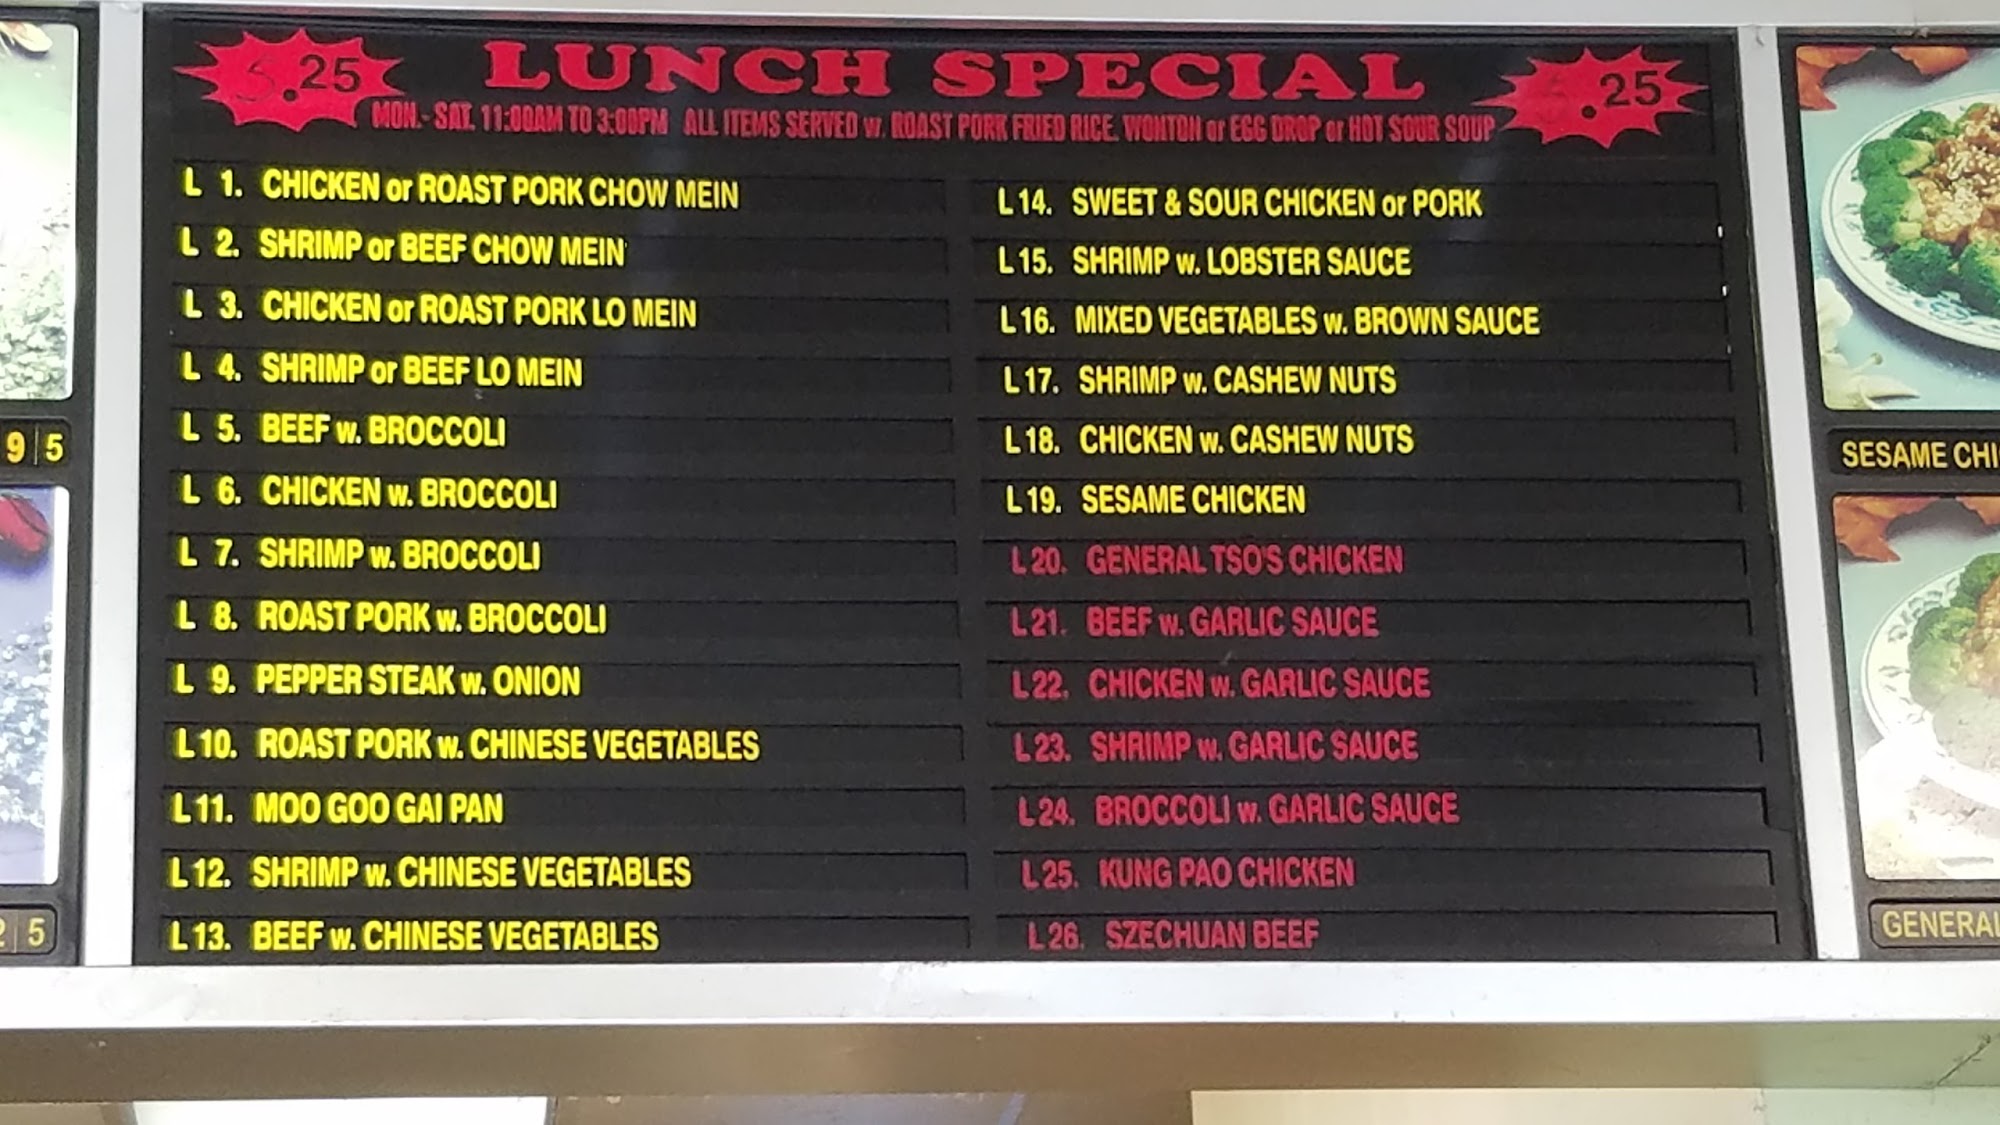 LUNCH SPECIAL
.25
.25
MON.- SAT. 11:00AM TO 3:00PM ALL ITEMS SERVED w. ROAST PORK FRIED RICE. WONTON or EGG DROP or HOT SOUR SOUP
L 1. CHICKEN or ROAST PORK CHOW MEIN
L 2. SHRIMP or BEEF CHOW MEIN
L 3. CHICKEN or ROAST PORK LO MEIN
L 4. SHRIMP or BEEF LO MEIN
L 5. BEEF w. BROCCOLI
L 6. CHICKEN w. BROCCOLI
L 7. SHRIMP w. BROCCOLI
L 8. ROAST PORK w. BROCCOLI
L 9. PEPPER STEAK w. ONION
L 10. ROAST PORK w. CHINESE VEGETABLES
L 11. MOO GOO GAI PAN
L 12. SHRIMP w. CHINESE VEGETABLES
L 13. BEEF w. CHINESE VEGETABLES
L 14. SWEET & SOUR CHICKEN or PORK
L 15. SHRIMP w. LOBSTER SAUCE
L 16. MIXED VEGETABLES w. BROWN SAUCE
L 17. SHRIMP w. CASHEW NUTS
L 18. CHICKEN w. CASHEW NUTS
L 19. SESAME CHICKEN
L 20. GENERAL TSO'S CHICKEN
L 21. BEEF w. GARLIC SAUCE
L 22. CHICKEN w. GARLIC SAUCE
L 23. SHRIMP w. GARLIC SAUCE
L 24. BROCCOLI w. GARLIC SAUCE
L 25. KUNG PAO CHICKEN
L 26. SZECHUAN BEEF
95
25
SESAME CHI
GENERAL